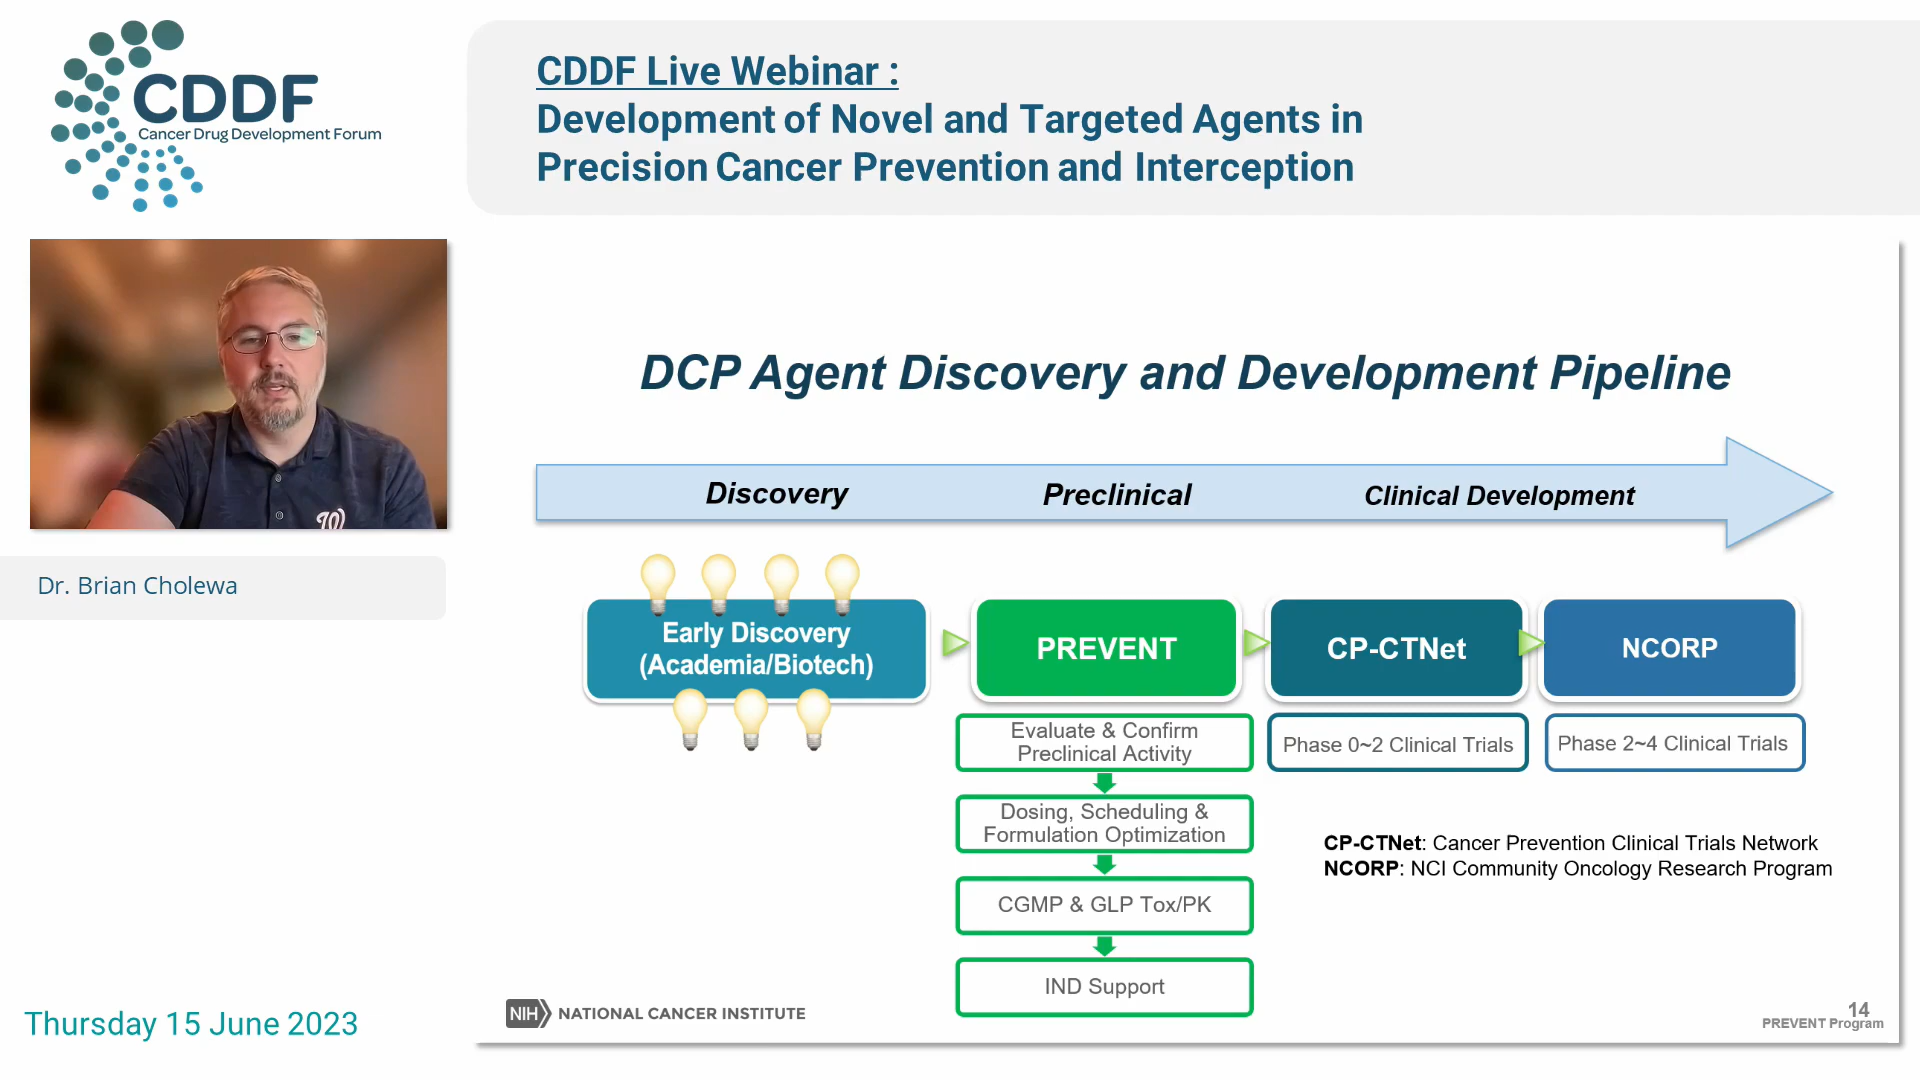 CDDF
Cancer Drug Development Forum
CDDF Live Webinar :
Development of Novel and Targeted Agents in
Precision Cancer Prevention and Interception
W
Dr. Brian Cholewa
Thursday 15 June 2023
DCP Agent Discovery and Development Pipeline
Discovery
Preclinical
Clinical Development
Early Discovery
(Academia/Biotech)
PREVENT
CP-CTNet
NCORP
Evaluate & Confirm
Preclinical Activity
Phase 0~2 Clinical Trials
Phase 2~4 Clinical Trials
Dosing, Scheduling &
Formulation Optimization
CGMP & GLP Tox/PK
IND Support
CP-CTNet: Cancer Prevention Clinical Trials Network
NCORP: NCI Community Oncology Research Program
NIH NATIONAL CANCER INSTITUTE
14
PREVENT Program